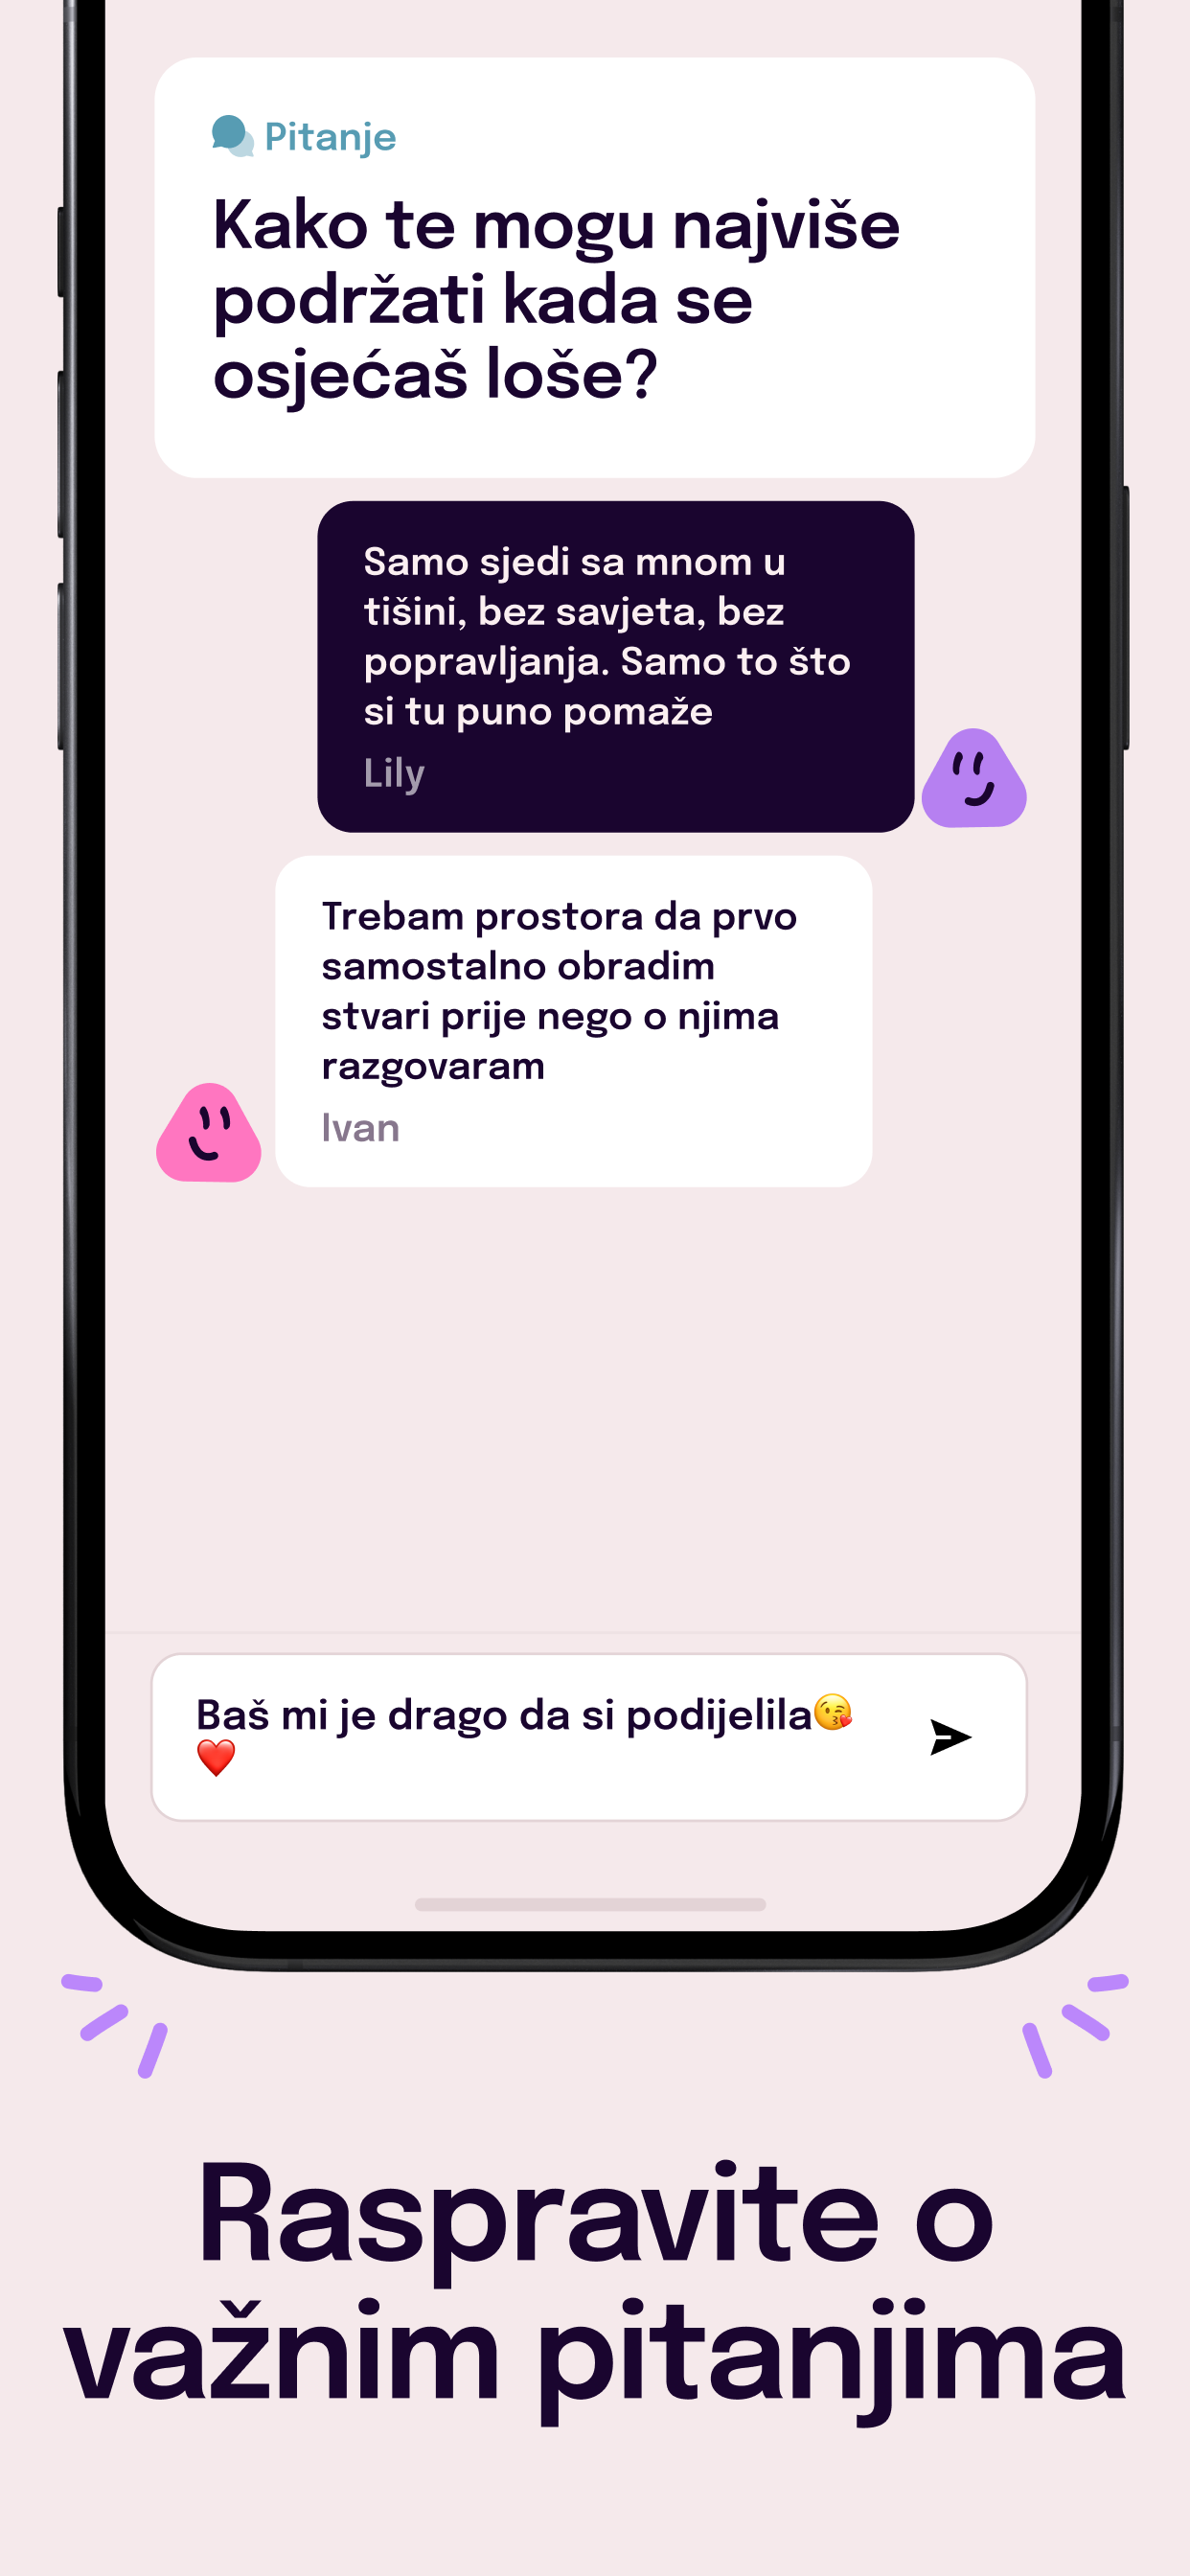 Pitanje
Kako te mogu najviše
podržati kada se
osjećaš loše?
Samo sjedi sa mnom u
tišini, bez savjeta, bez
popravljanja. Samo to što
si tu puno pomaže
Lily
Trebam prostora da prvo
samostalno obradim
stvari prije nego o njima
razgovaram
Ivan
Baš mi je drago da si podijelila😘
❤️
Raspravite o
važnim pitanjima